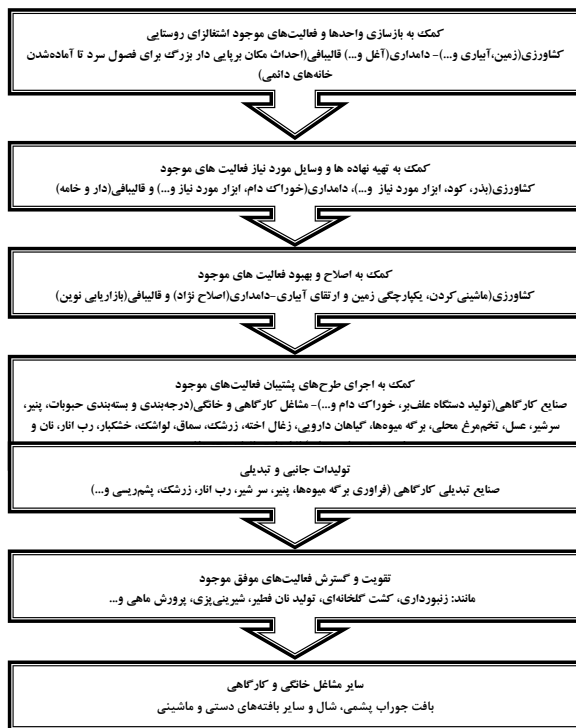 کمک به بازسازی واحدها و فعالیت‌های موجود اشتغالزای روستایی
کشاورزی(زمین،آبیاری و...)- دامداری(آغل و...) قالیبافی(احداث مکان برپایی دار بزرگ برای فصول سرد تا آماده‌شدن
خانه‌های دائمی)
کمک به تهیه نهاده ها و وسایل مورد نیاز فعالیت های موجود
کشاورزی(بذر، کود، ابزار مورد نیاز و...)، دامداری(خوراک دام، ابزار مورد نیاز و...) و قالیبافی(دار و خامه)
کمک به اصلاح و بهبود فعالیت های موجود
کشاورزی(ماشینی‌کردن، یکپارچگی زمین و ارتقای آبیاری-دامداری(اصلاح نژاد) و قالیبافی(بازاریابی نوین)
کمک به اجرای طرح‌های پشتیبان فعالیت‌های موجود
صنایع کارگاهی(تولید دستگاه علف‌بر، خوراک دام و...)- مشاغل کارگاهی و خانگی(درجه‌بندی و بسته‌بندی حبوبات، پنیر،
سرشیر، عسل، تخم‌مرغ محلی، برگه میوه‌ها، گیاهان دارویی، زغال اخته، زرشک، سماق، لواشک، خشکبار، رب انار، نان و
تولیدات جانبی و تبدیلی
صنایع تبدیلی کارگاهی (فراوری برگه میوه‌ها، پنیر، سر شیر، رب انار، زرشک، پشم‌ریسی و...)
تقویت و گسترش فعالیت‌های موفق موجود
مانند: زنبورداری، کشت گلخانه‌ای، تولید نان فطیر، شیرینی‌پزی، پرورش ماهی و...
سایر مشاغل خانگی و کارگاهی
بافت جوراب پشمی، شال و سایر بافته‌های دستی و ماشینی